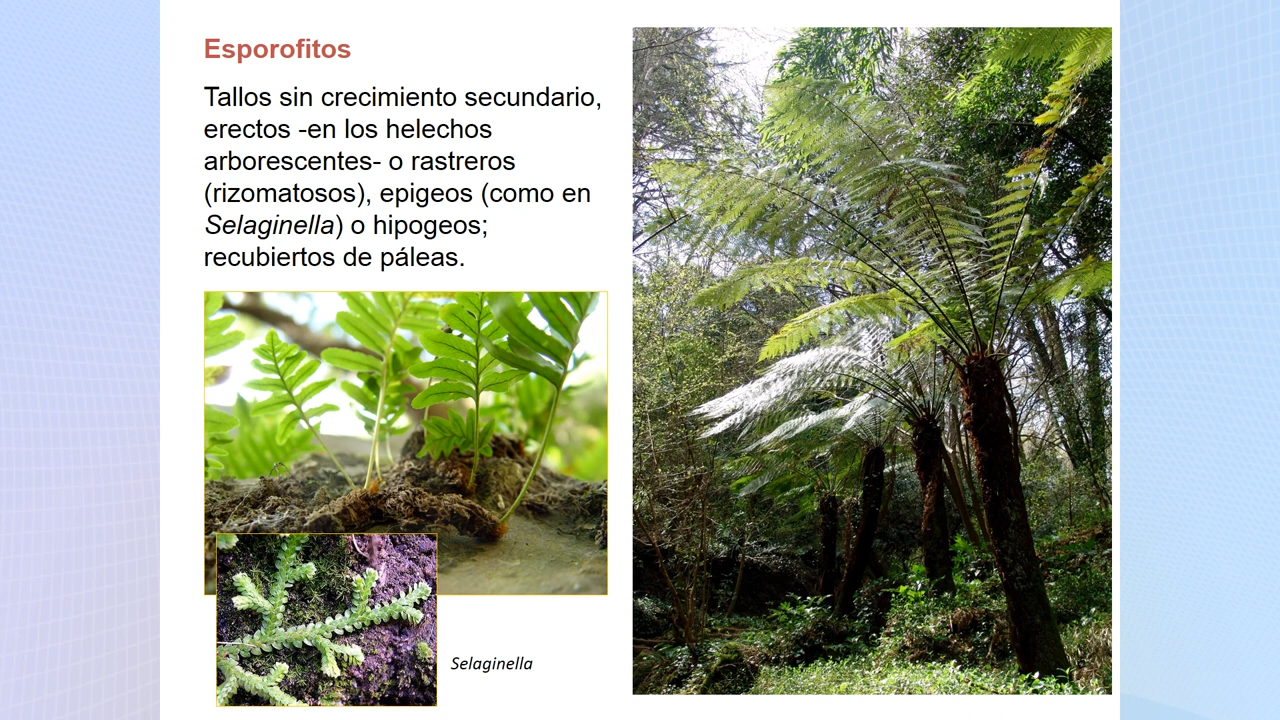 Esporofitos
Tallos sin crecimiento secundario,
erectos -en los helechos
arborescentes- o rastreros
(rizomatosos), epigeos (como en
Selaginella) o hipogeos;
recubiertos de páleas.
Selaginella